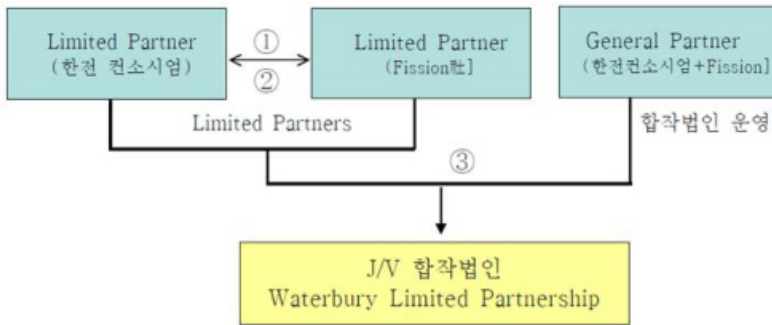 Limited Partner
(한전 컨소시엄)
①
②
Limited Partner
(Fission社]
General Partner
(한전컨소시엄+Fission]
Limited Partners
합작법인 운영
③
J/V 합작법인
Waterbury Limited Partnership